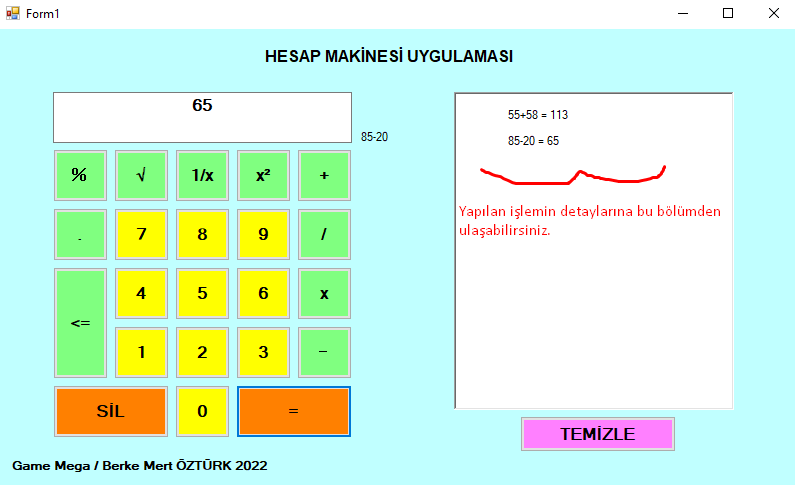 Form1
HESAP MAKİNESİ UYGULAMASI
65
85-20
% √ 1/x x² +
. 7 8 9 /
4 5 6 x
<=
1 2 3 −
SİL 0 =
55+58 = 113
85-20 = 65
Yapılan işlemin detaylarına bu bölümden
ulaşabilirsiniz.
TEMİZLE
Game Mega / Berke Mert ÖZTÜRK 2022